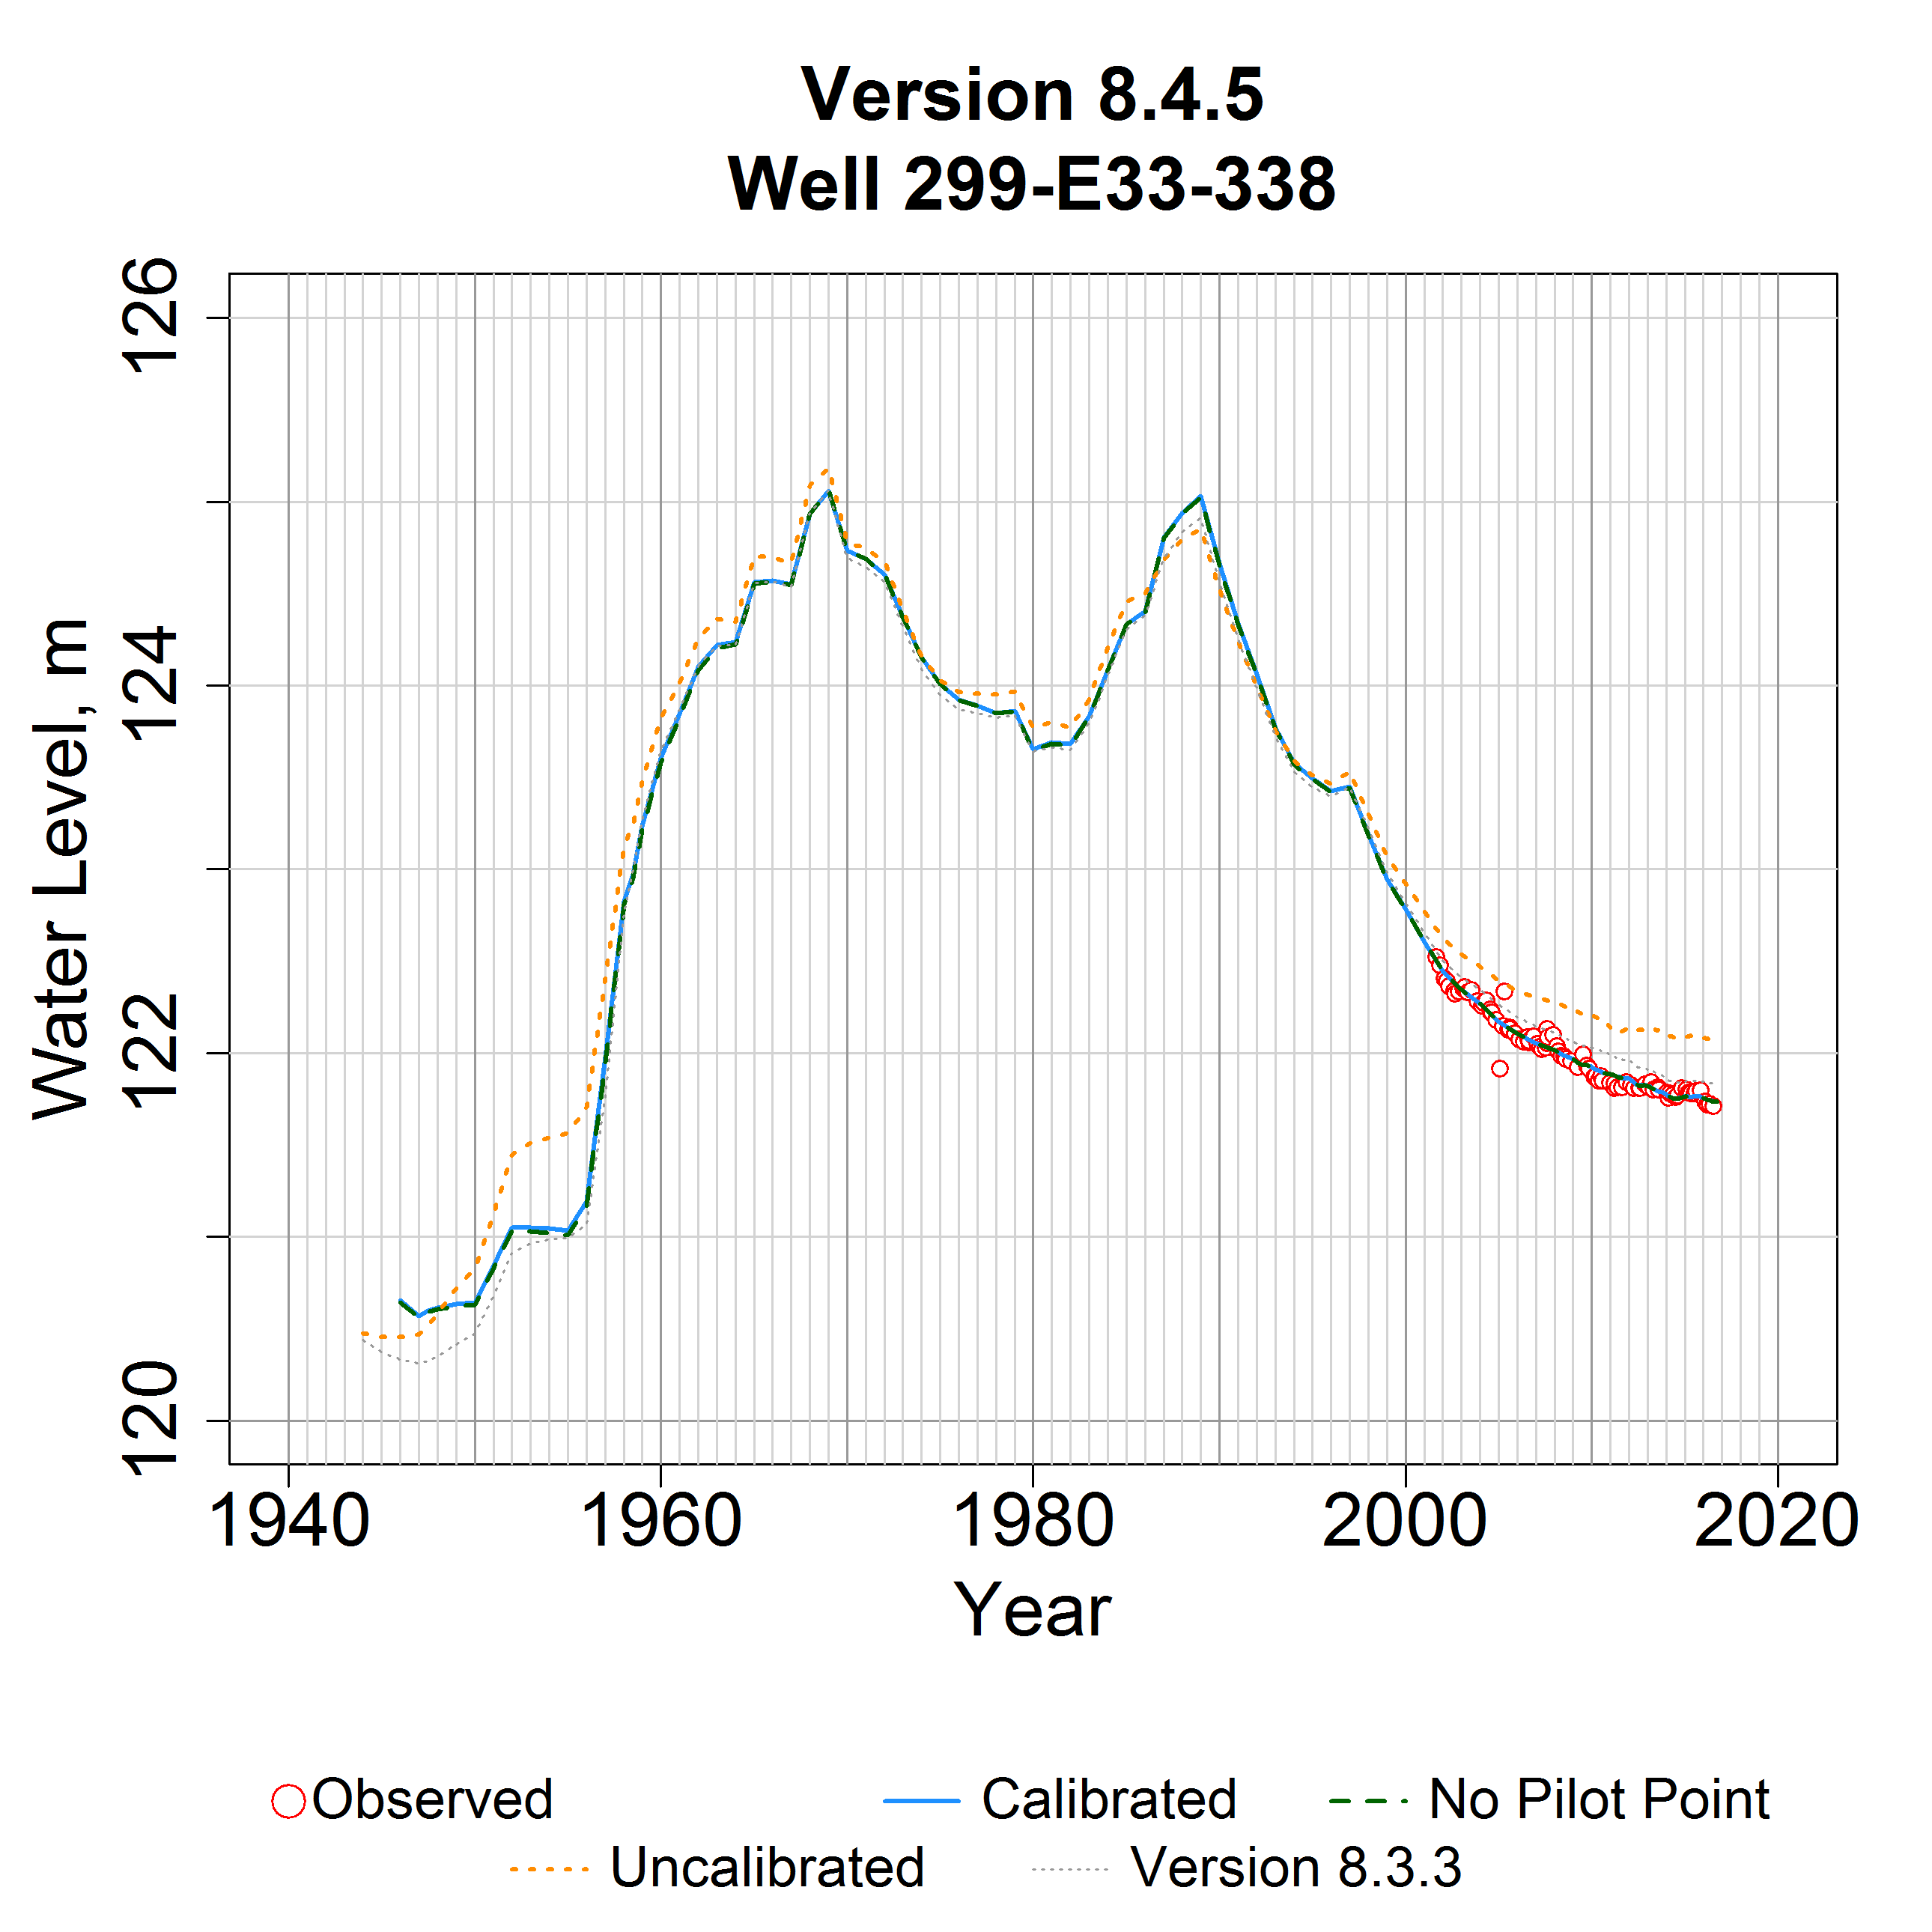 Version 8.4.5
Well 299-E33-338
Water Level, m
126
124
122
120
1940 1960 1980 2000 2020
Year
Observed Calibrated No Pilot Point
Uncalibrated Version 8.3.3